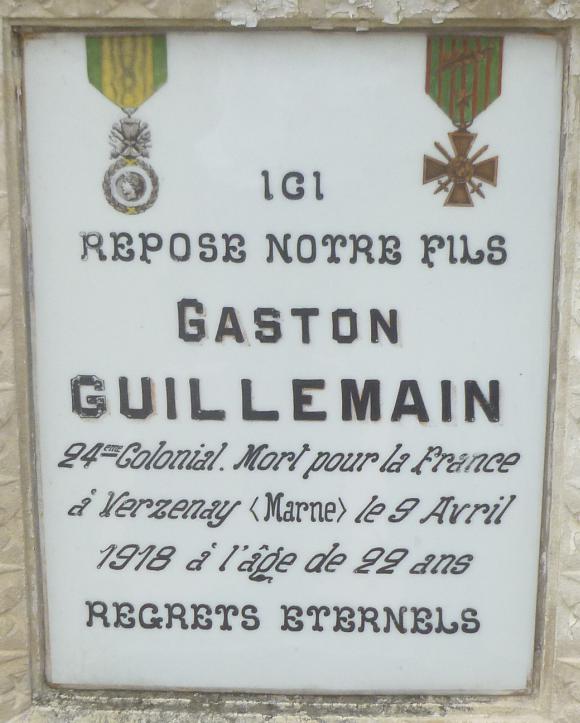 ICI
REPOSE NOTRE FILS
GASTON
GUILLEMAIN
24ème Colonial. Mort pour la France
à Verzenay (Marne) le 9 Avril
1918 à l'âge de 22 ans
REGRETS ETERNELS